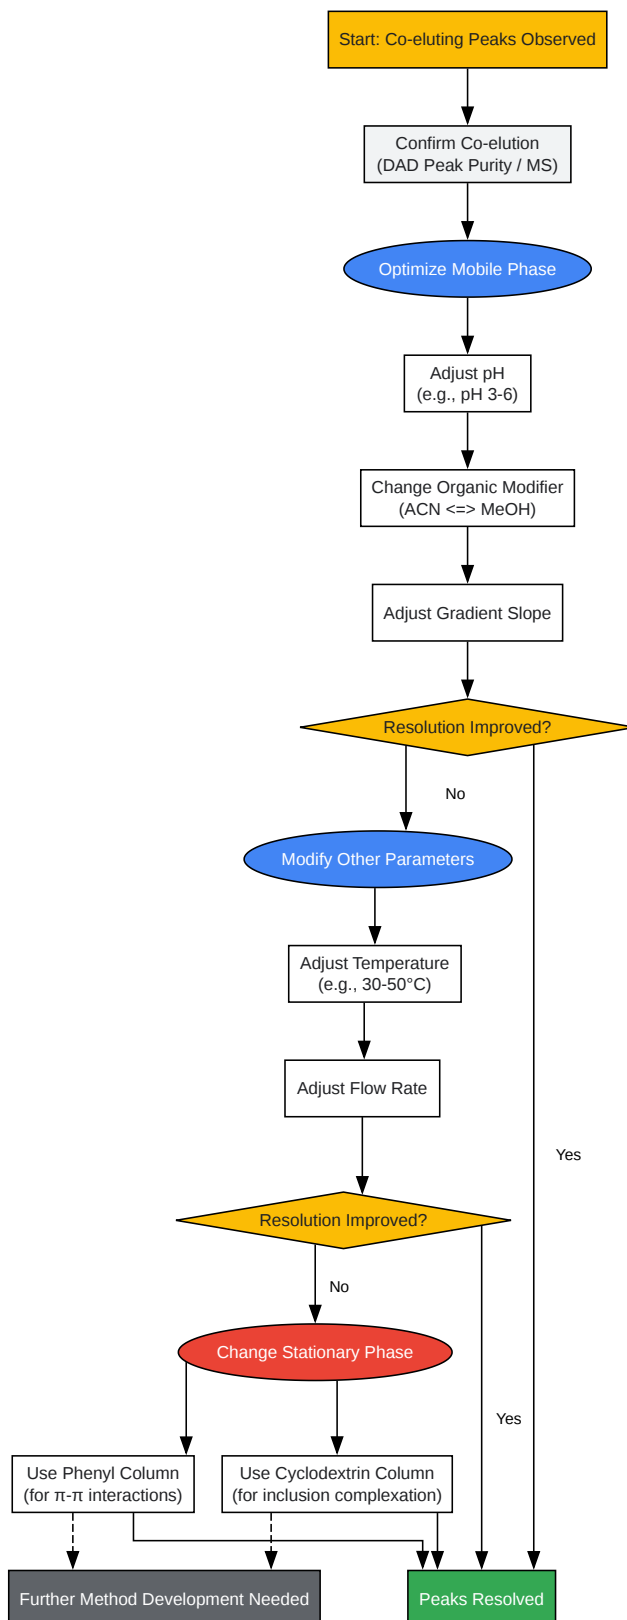 Start: Co-eluting Peaks Observed
Confirm Co-elution
(DAD Peak Purity / MS)
Optimize Mobile Phase
Adjust pH
(e.g., pH 3-6)
Change Organic Modifier
(ACN <=> MeOH)
Adjust Gradient Slope
Resolution Improved?
No
Modify Other Parameters
Adjust Temperature
(e.g., 30-50°C)
Adjust Flow Rate
Yes
Resolution Improved?
No
Change Stationary Phase
Yes
Use Phenyl Column
(for π-π interactions)
Use Cyclodextrin Column
(for inclusion complexation)
Further Method Development Needed
Peaks Resolved